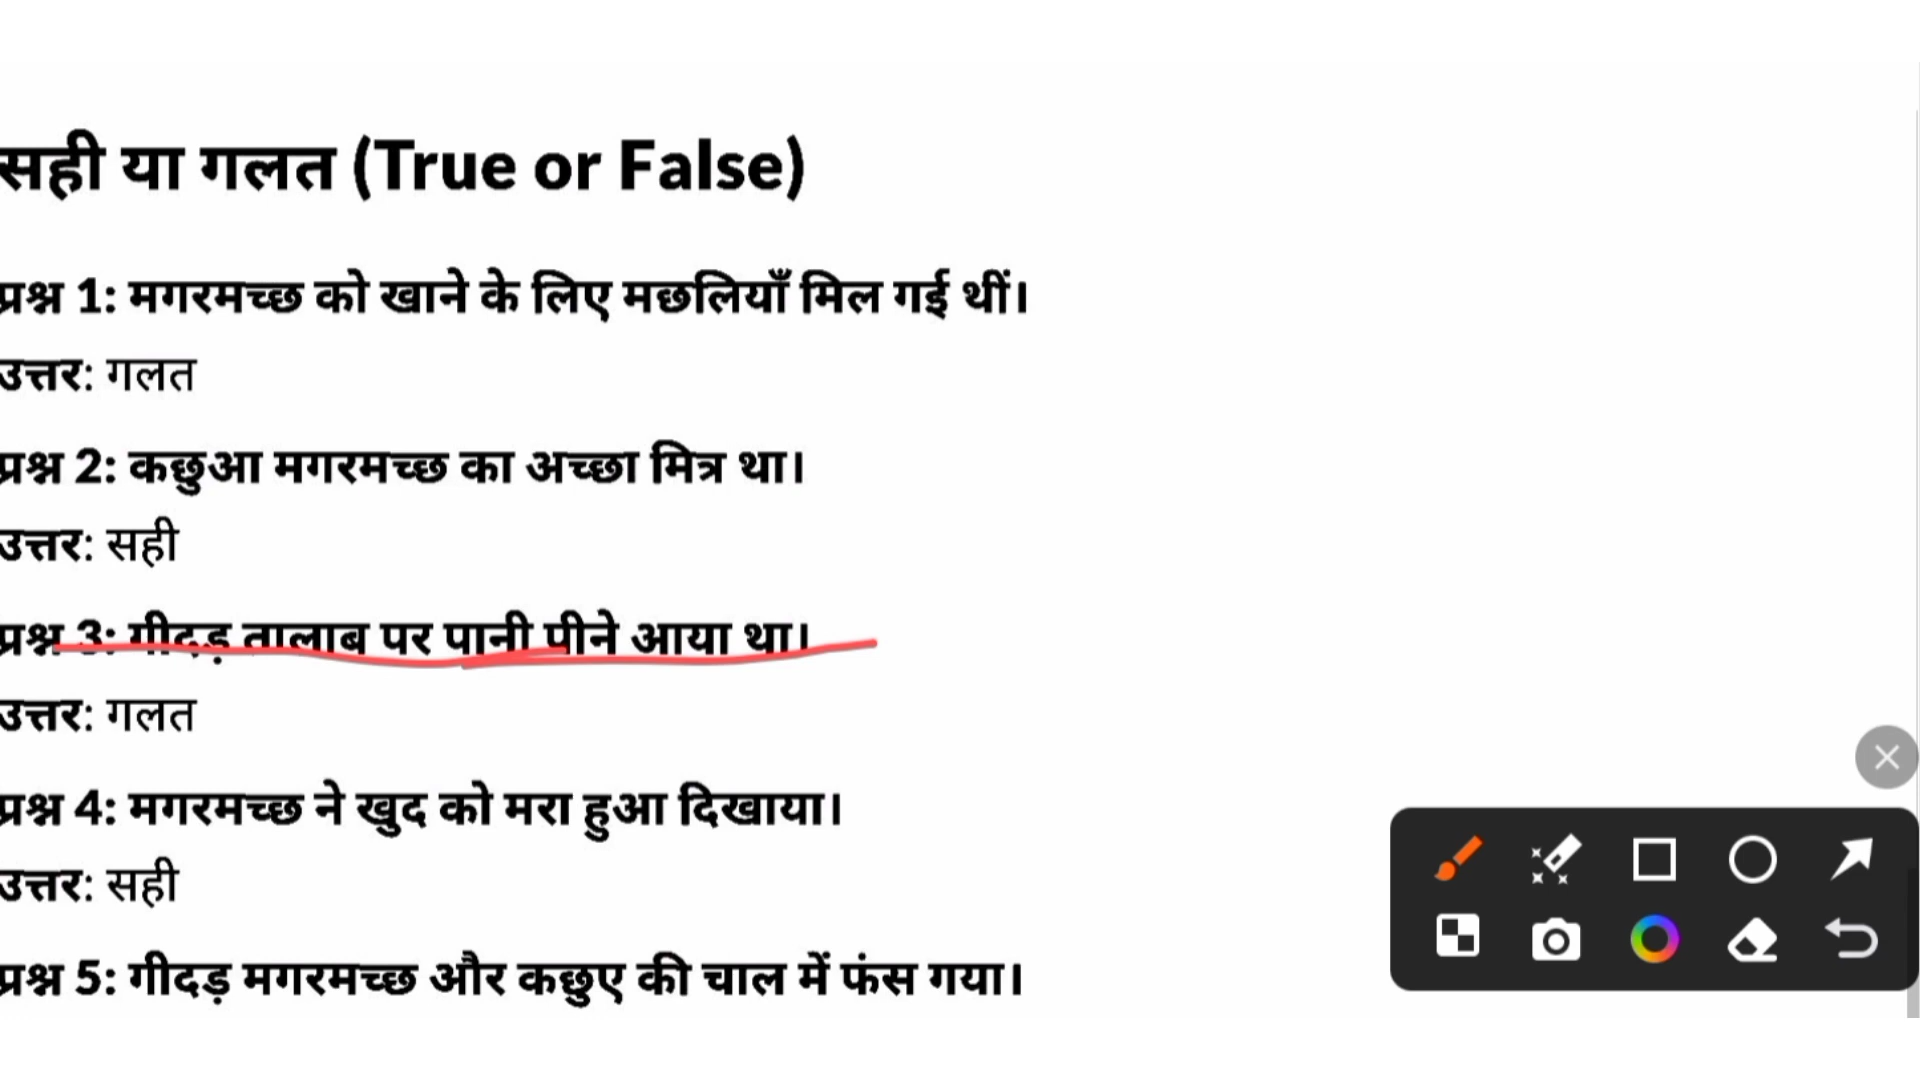 सही या गलत (True or False)
प्रश्न 1: मगरमच्छ को खाने के लिए मछलियाँ मिल गई थीं।
उत्तर: गलत
प्रश्न 2: कछुआ मगरमच्छ का अच्छा मित्र था।
उत्तर: सही
प्रश्न 3: गीदड़ तालाब पर पानी पीने आया था।
उत्तर: गलत
प्रश्न 4: मगरमच्छ ने खुद को मरा हुआ दिखाया।
उत्तर: सही
प्रश्न 5: गीदड़ मगरमच्छ और कछुए की चाल में फंस गया।